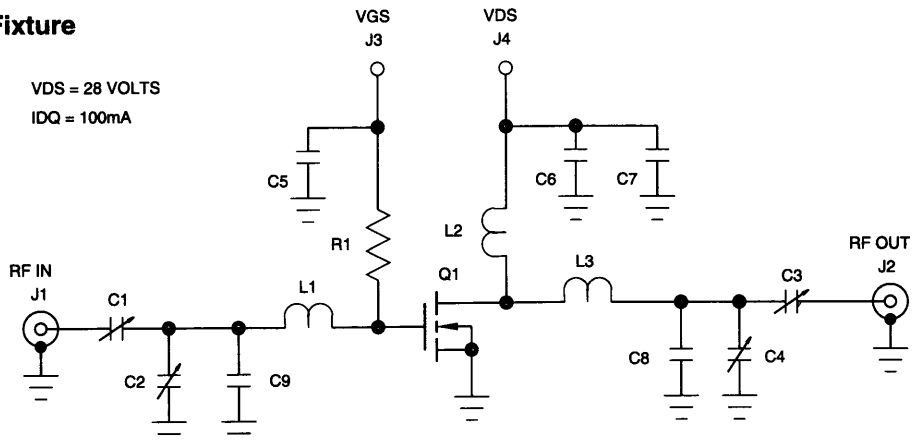 Fixture
VGS
J3
VDS
J4
VDS = 28 VOLTS
IDQ = 100mA
C5
C6
C7
R1
L2
RF IN
J1
C1
L1
Q1
L3
C3
RF OUT
J2
C2
C9
C8
C4